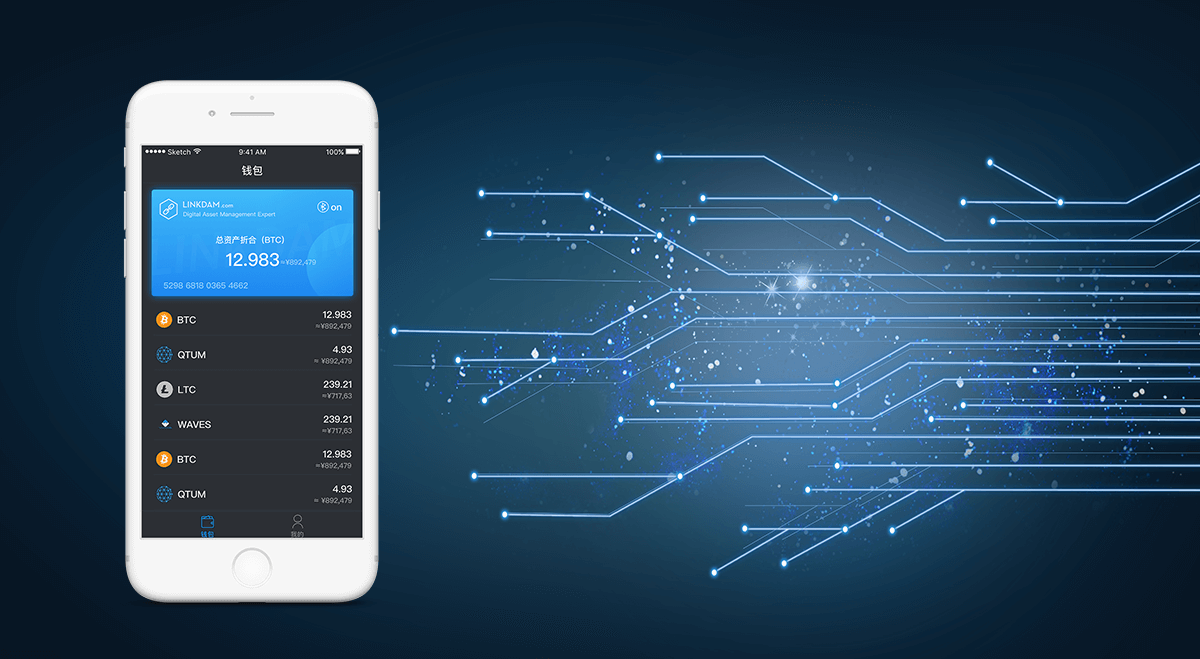 ●●●●● Sketch 9:41 AM 100%
钱包
LINKDAM.com
Digital Asset Management Expert
on
总资产折合（BTC）
12.983 ≈¥892,479
5298 6818 0365 4662
BTC 12.983
≈¥892,479
QTUM 4.93
≈ ¥892,479
LTC 239.21
≈¥717,63
WAVES 239.21
≈¥717,63
BTC 12.983
≈¥892,479
QTUM 4.93
≈ ¥892,479
钱包 我的